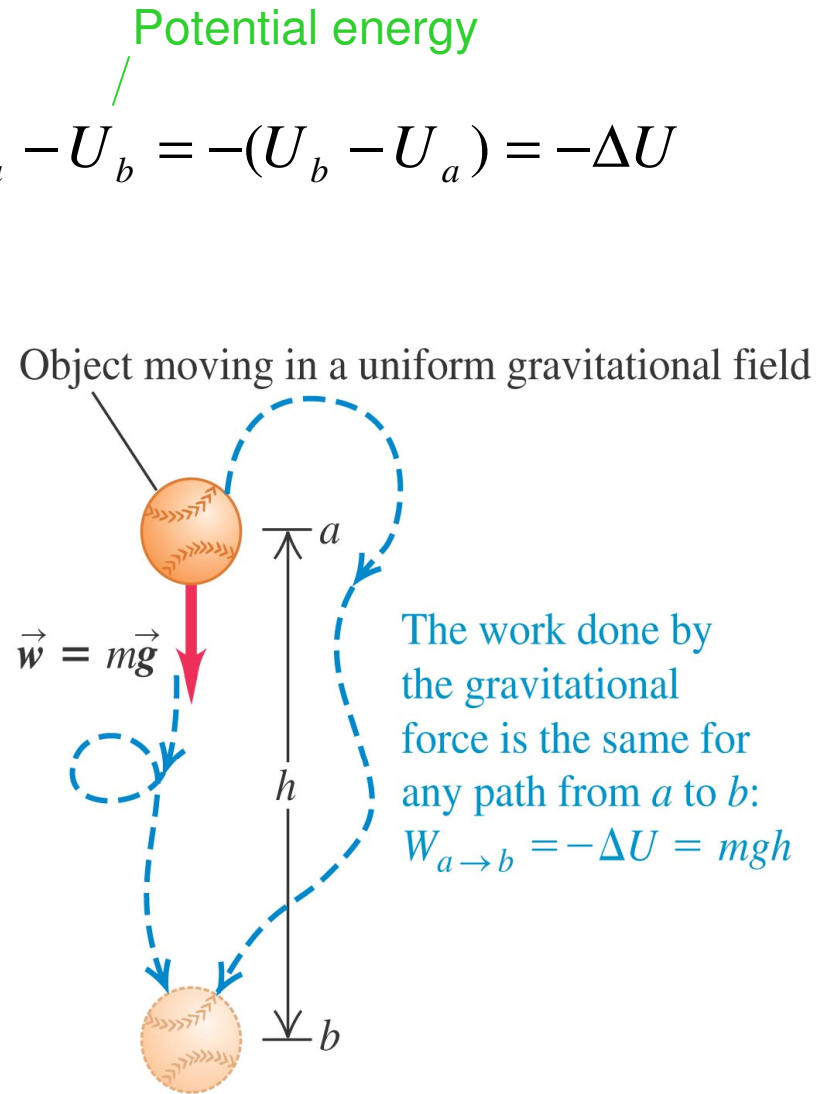 Potential energy
− U_b = −(U_b − U_a) = −ΔU
Object moving in a uniform gravitational field
a
w⃗ = mg⃗
The work done by
the gravitational
force is the same for
any path from a to b:
W_{a→b} = −ΔU = mgh
h
b